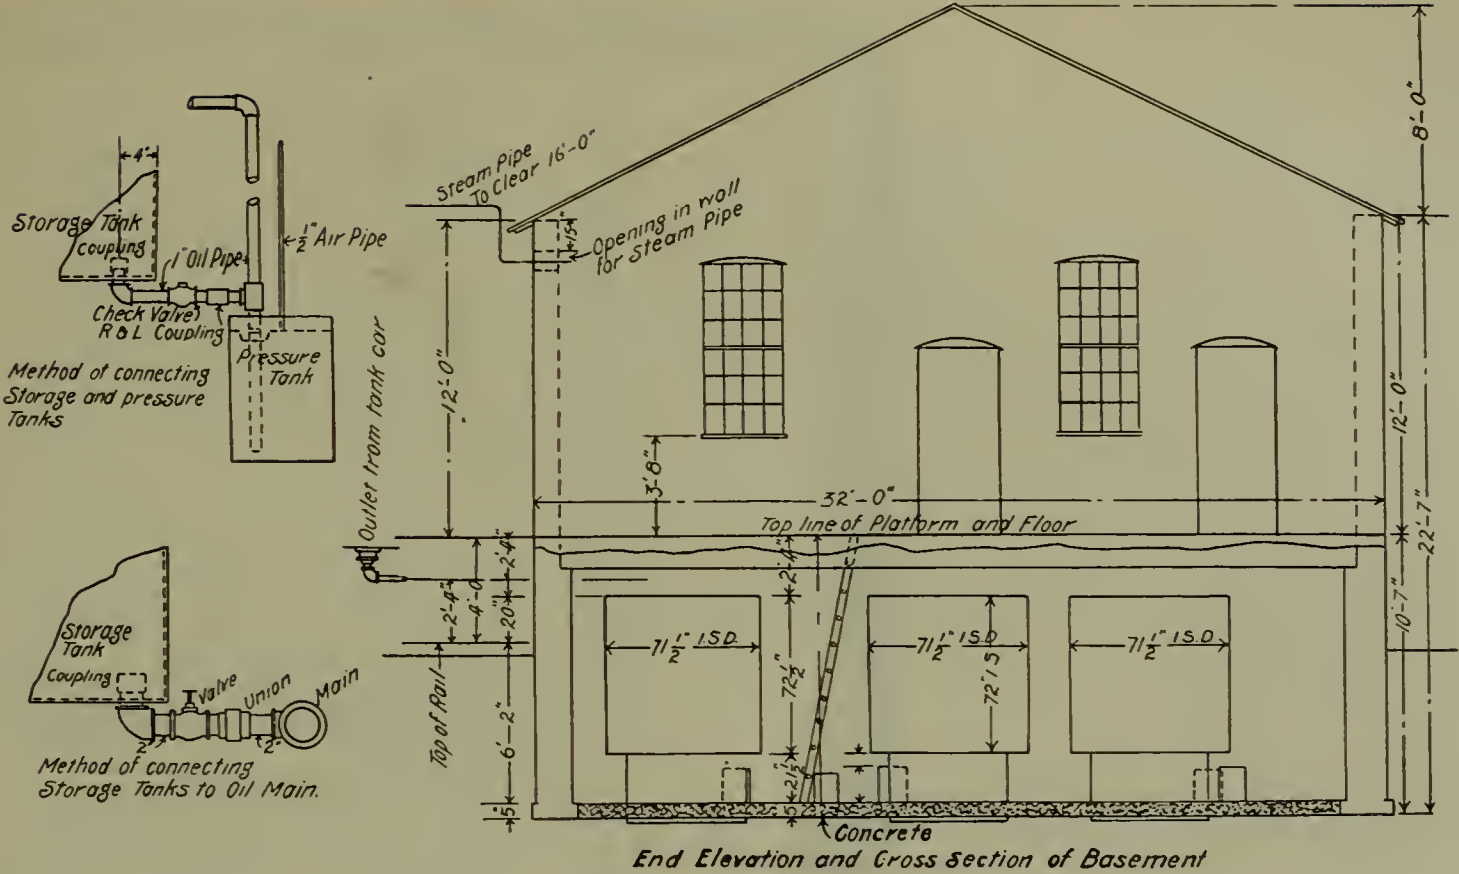 4"
Storage Tank
Coupling
1" Oil Pipe
1/2" Air Pipe
Check Valve
R & L Coupling
Pressure
Tank
Method of connecting
Storage and pressure
Tanks
Steam Pipe
To Clear 16'-0"
Opening in wall
for Steam Pipe
15"
8'-0"
12'-0"
3'-8"
12'-0"
22'-7"
32'-0"
Top line of Platform and Floor
Outlet from tank car
2'-4"
4'-0
2'-4"
20"
2'-4"
10'-7"
71 1/2" I.S.D.
71 1/2" I.S.D
71 1/2" I.S.D
72 1/2"
72" I S
Top of Rail
6'-2"
5"
5"
Storage
Tank
Coupling
Valve
Union
Main
2"
2"
Method of connecting
Storage Tanks to Oil Main.
Concrete
End Elevation and Cross Section of Basement